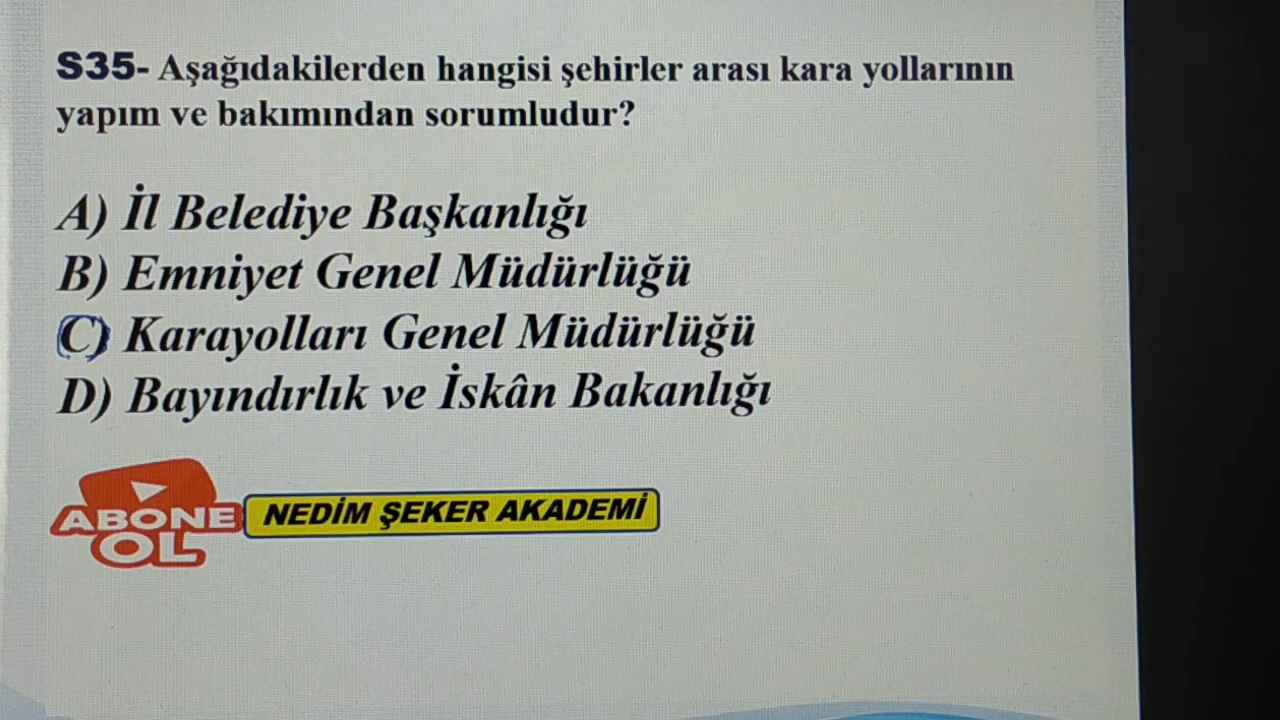 S35- Aşağıdakilerden hangisi şehirler arası kara yollarının
yapım ve bakımından sorumludur?
A) İl Belediye Başkanlığı
B) Emniyet Genel Müdürlüğü
C) Karayolları Genel Müdürlüğü
D) Bayındırlık ve İskân Bakanlığı
ABONE
OL
NEDİM ŞEKER AKADEMİ